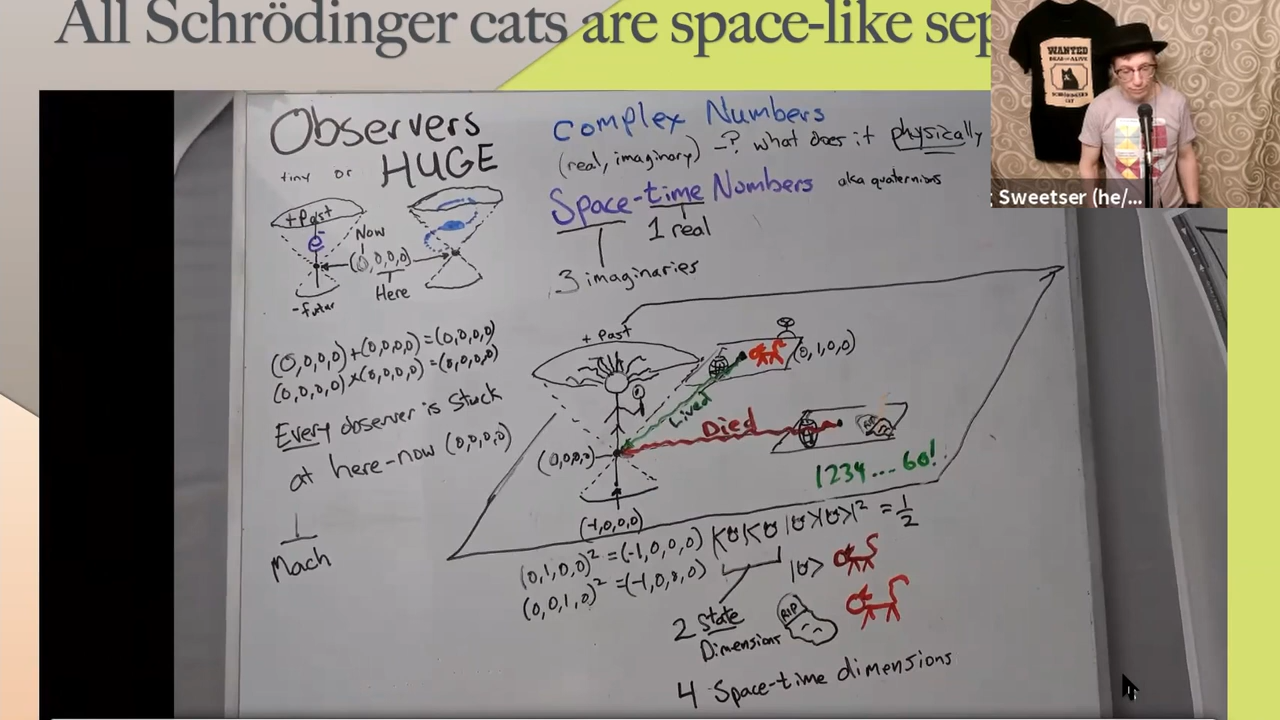 All Schrödinger cats are space-like sep
WANTED
DEAD or ALIVE
SCHRÖDINGER'S
CAT
Sweetser (he/...
Observers
tiny or HUGE
+ Past
e⁻
Now
(0,0,0,0)
Here
(0,0,0,0)+(0,0,0,0)=(0,0,0,0)
(0,0,0,0)×(0,0,0,0)=(0,0,0,0)
Every observer is stuck
at here-now (0,0,0,0)
Mach
Complex Numbers
(real, imaginary) –? what does it physically
Space-time Numbers aka quaternions
1 real
3 imaginaries
+ Past
(0,1,0,0)
Lived
Died
RIP
(0,0,0,0)
1234... 60!
(-1,0,0,0)
(0,1,0,0)² = (-1,0,0,0)
(0,0,1,0)² = (-1,0,0,0)
= 1/2
2 State
Dimensions
RIP
4 Space-time dimensions